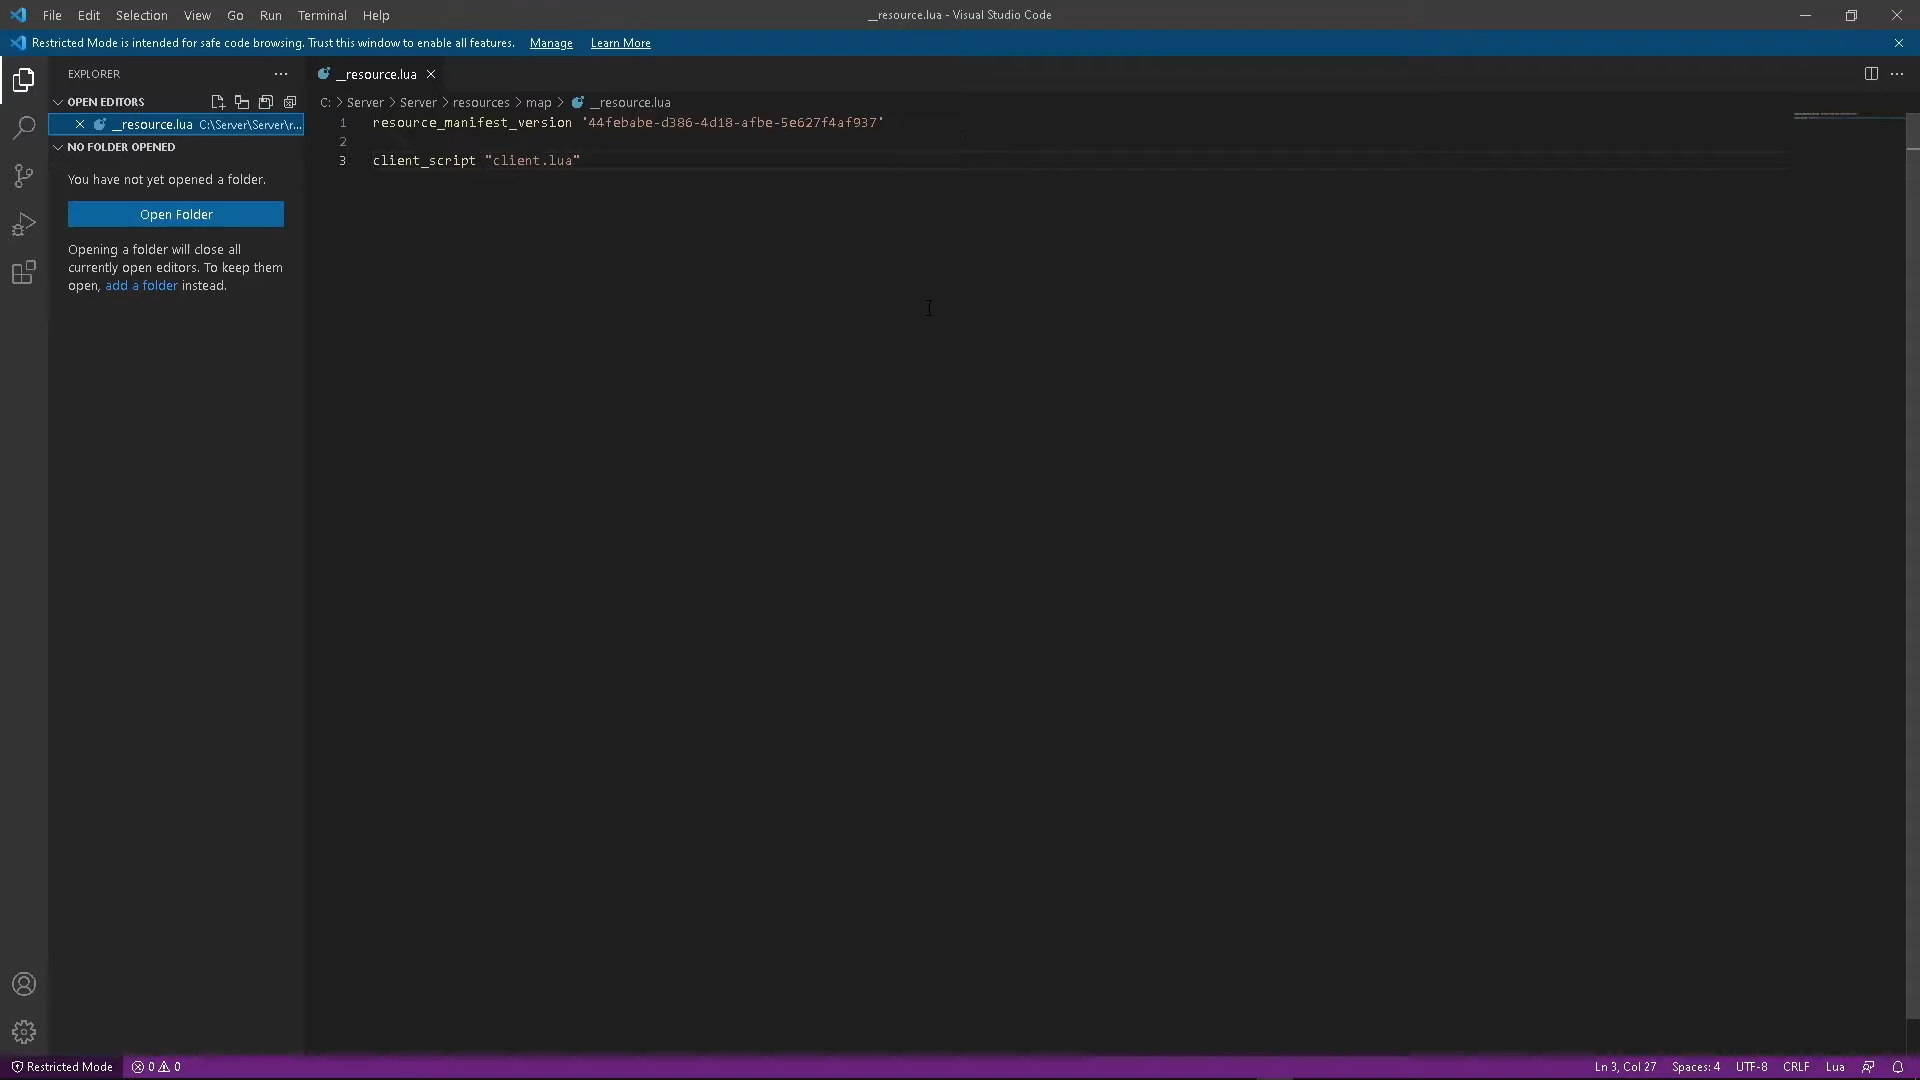 File Edit Selection View Go Run Terminal Help
__resource.lua - Visual Studio Code
Restricted Mode is intended for safe code browsing. Trust this window to enable all features. Manage Learn More
EXPLORER
OPEN EDITORS
__resource.lua C:\Server\Server\r...
NO FOLDER OPENED
You have not yet opened a folder.
Open Folder
Opening a folder will close all
currently open editors. To keep them
open, add a folder instead.
__resource.lua
C: > Server > Server > resources > map > __resource.lua
1 resource_manifest_version '44febabe-d386-4d18-afbe-5e627f4af937'
2
3 client_script "client.lua"
Restricted Mode 0 0
Ln 3, Col 27 Spaces: 4 UTF-8 CRLF Lua